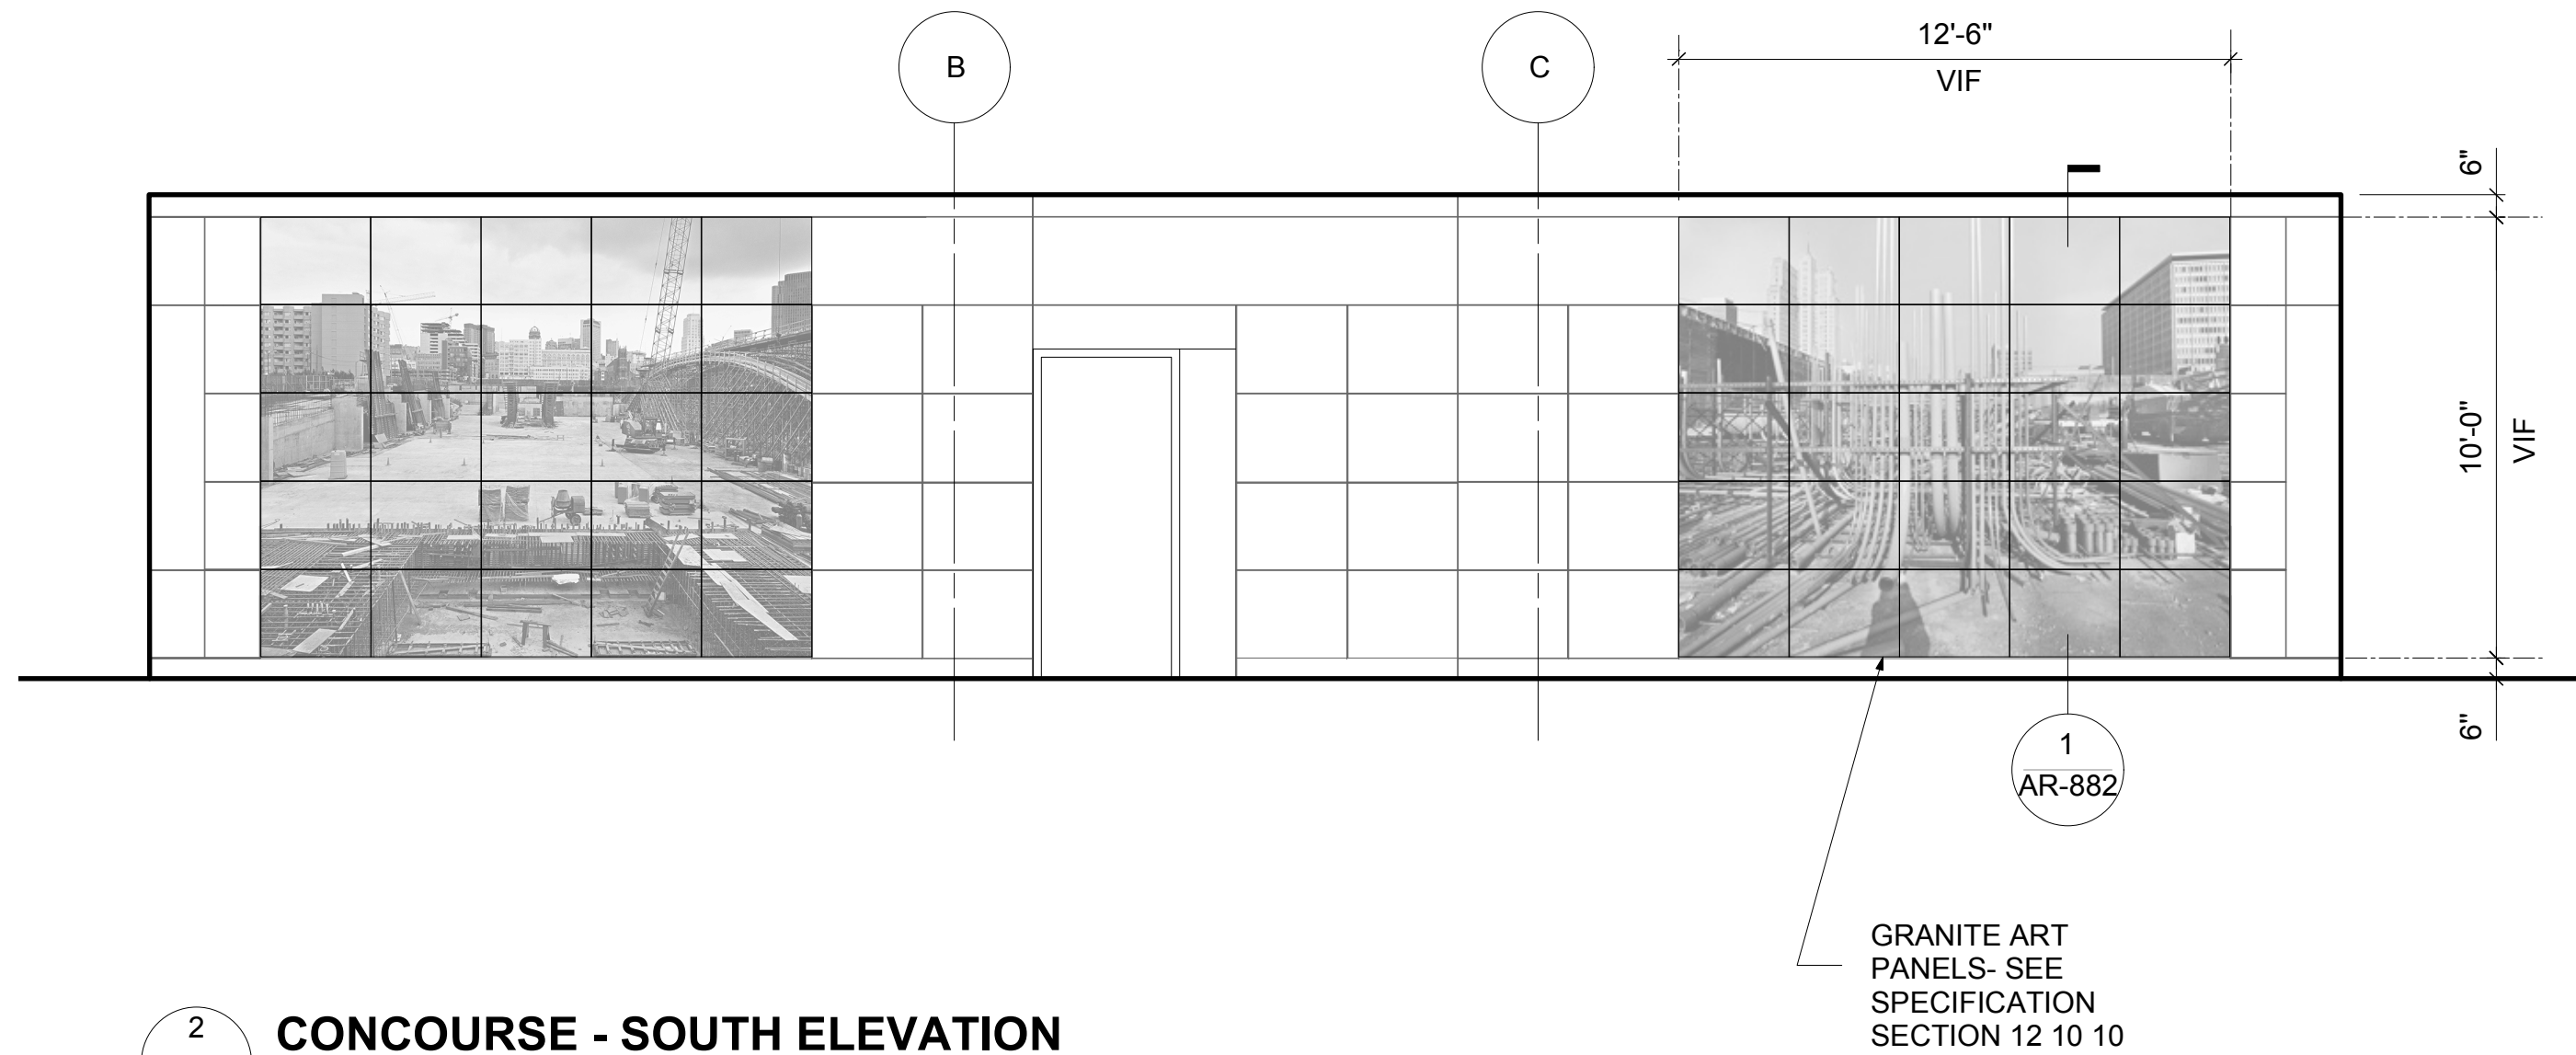 B
C
12'-6"
VIF
6"
10'-0"
VIF
6"
1
AR-882
GRANITE ART
PANELS- SEE
SPECIFICATION
SECTION 12 10 10
2
CONCOURSE - SOUTH ELEVATION